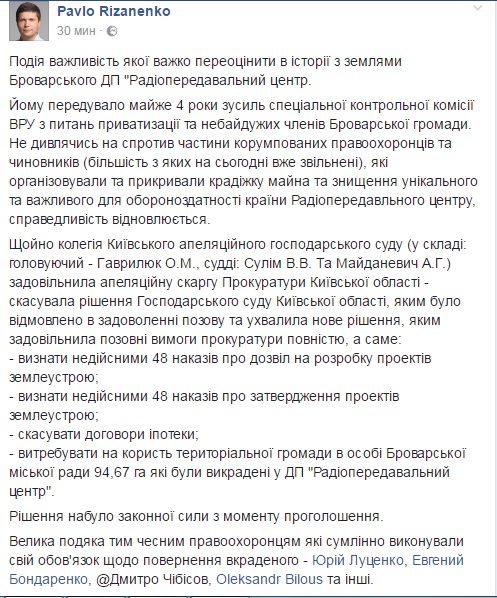 Pavlo Rizanenko
30 мин ·
Подія важливість якої важко переоцінити в історії з землями
Броварського ДП "Радіопередавальний центр.
Йому передувало майже 4 роки зусиль спеціальної контрольної комісії
ВРУ з питань приватизації та небайдужих членів Броварської громади.
Не дивлячись на спротив частини корумпованих правоохоронців та
чиновників (більшість з яких на сьогодні вже звільнені), які
організовували та прикривали крадіжку майна та знищення унікального
та важливого для обороноздатності країни Радіопередавльного центру,
справедливість відновлюється.
Щойно колегія Київського апеляційного господарського суду (у складі:
головуючий - Гаврилюк О.М., судді: Сулім В.В. Та Майданевич А.Г.)
задовільнила апеляційну скаргу Прокуратури Київської області -
скасувала рішення Господарського суду Київської області, яким було
відмовлено в задоволенні позову та ухвалила нове рішення, яким
задовільнила позовні вимоги прокуратури повністю, а саме:
- визнати недійсними 48 наказів про дозвіл на розробку проектів
землеустрою;
- визнати недійсними 48 наказів про затвердження проектів
землеустрою;
- скасувати договори іпотеки;
- витребувати на користь територіальної громади в особі Броварської
міської ради 94,67 га які були викрадені у ДП "Радіопередавальний
центр".
Рішення набуло законної сили з моменту проголошення.
Велика подяка тим чесним правоохоронцям які сумлінно виконували
свій обов'язок щодо повернення вкраденого - Юрій Луценко, Евгений
Бондаренко, @Дмитро Чібісов, Oleksandr Bilous та інші.